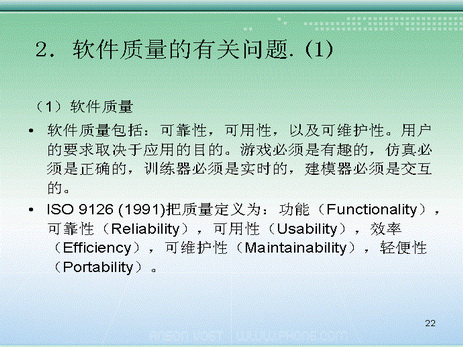 2．软件质量的有关问题. (1)
（1）软件质量
• 软件质量包括：可靠性，可用性，以及可维护性。用户
的要求取决于应用的目的。游戏必须是有趣的，仿真必
须是正确的，训练器必须是实时的，建模器必须是交互
的。
• ISO 9126 (1991)把质量定义为：功能（Functionality），
可靠性（Reliability），可用性（Usability），效率
（Efficiency），可维护性（Maintainability），轻便性
（Portability）。
22